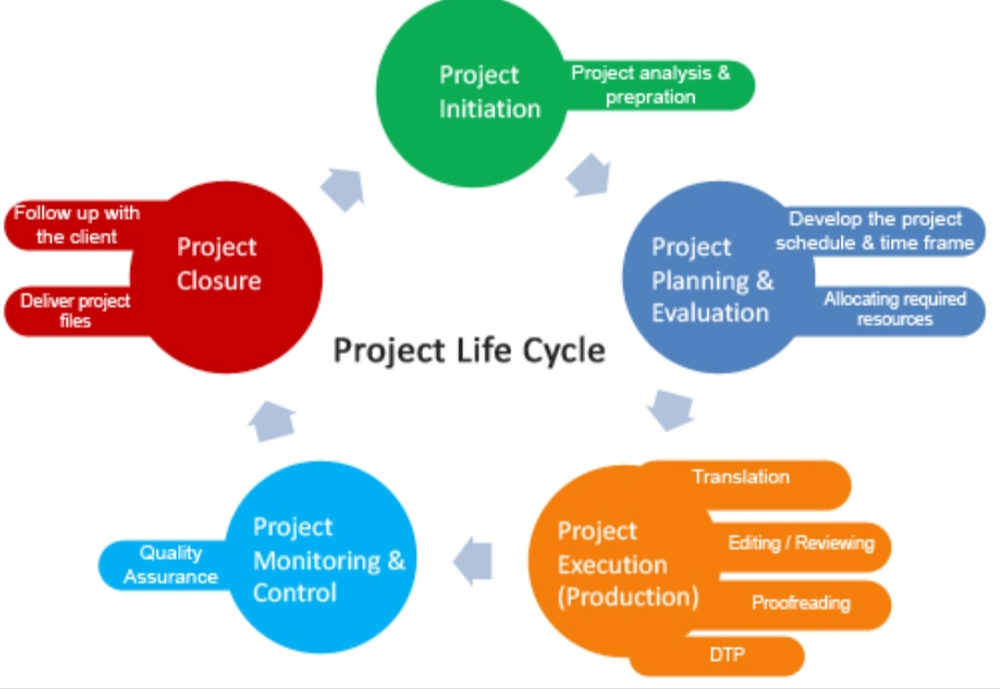 Project
Initiation
Project analysis &
prepration
Project
Planning &
Evaluation
Develop the project
schedule & time frame
Allocating required
resources
Project
Execution
(Production)
Translation
Editing / Reviewing
Proofreading
DTP
Project
Monitoring &
Control
Quality
Assurance
Project
Closure
Follow up with
the client
Deliver project
files
Project Life Cycle